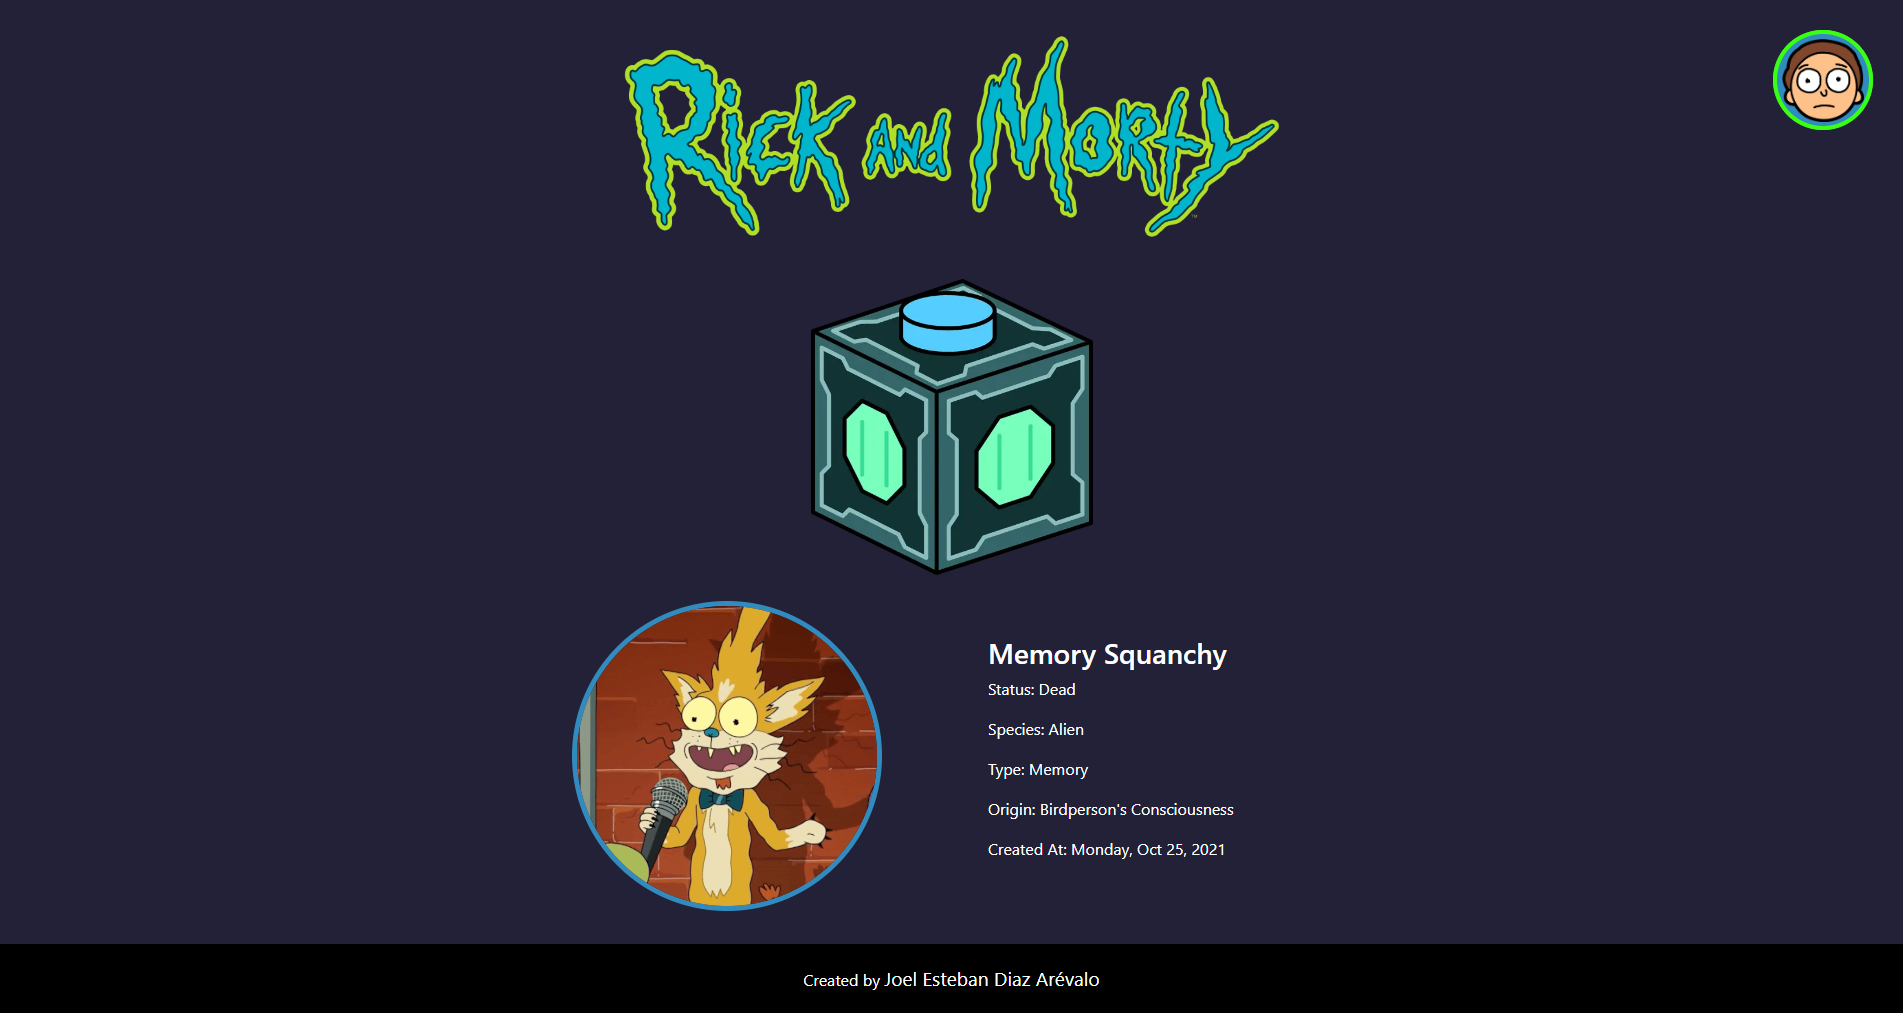 Rick and Morty
™
Memory Squanchy
Status: Dead
Species: Alien
Type: Memory
Origin: Birdperson's Consciousness
Created At: Monday, Oct 25, 2021
Created by Joel Esteban Diaz Arévalo